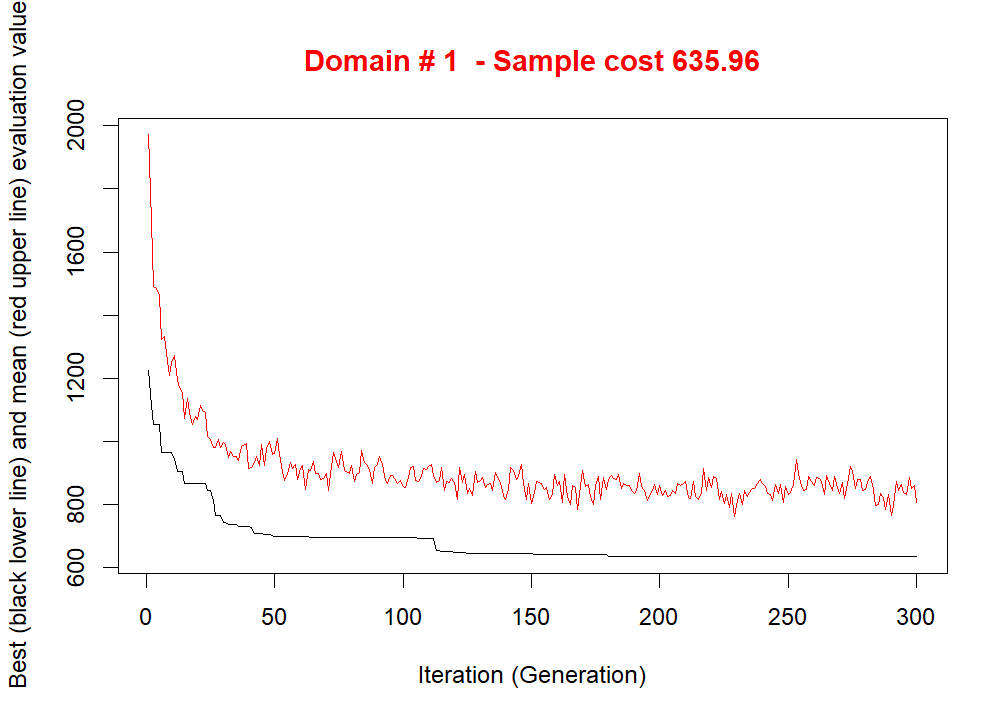 Domain # 1  - Sample cost 635.96
Best (black lower line) and mean (red upper line) evaluation value
2000
1600
1200
800
600
0 50 100 150 200 250 300
Iteration (Generation)